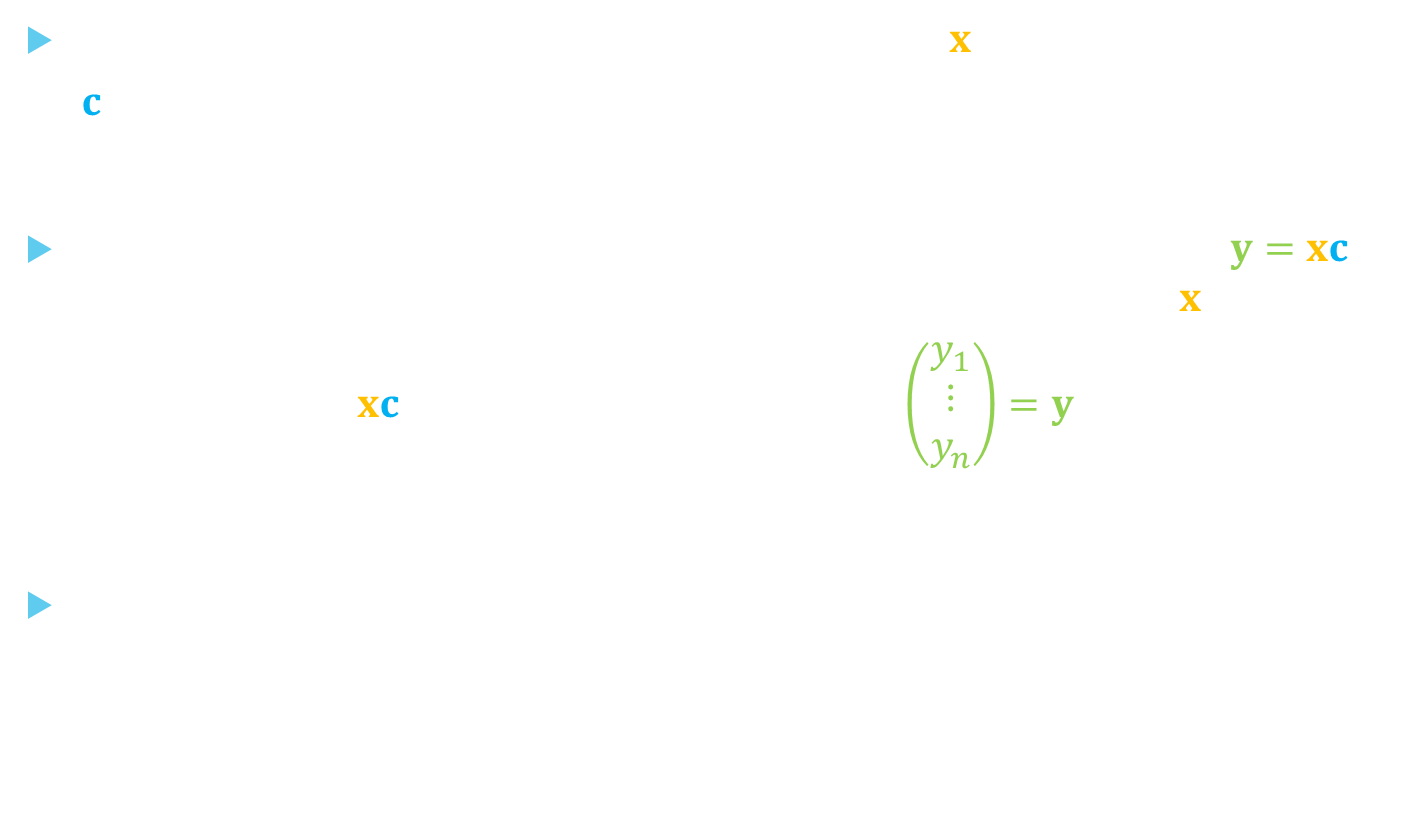 x
c
y = xc
x
xc (y₁ ⋮ yₙ) = y